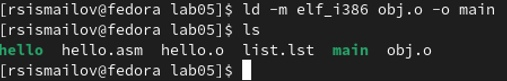 [rsismailov@fedora lab05]$ ld -m elf_i386 obj.o -o main
[rsismailov@fedora lab05]$ ls
hello  hello.asm  hello.o  list.lst  main  obj.o
[rsismailov@fedora lab05]$